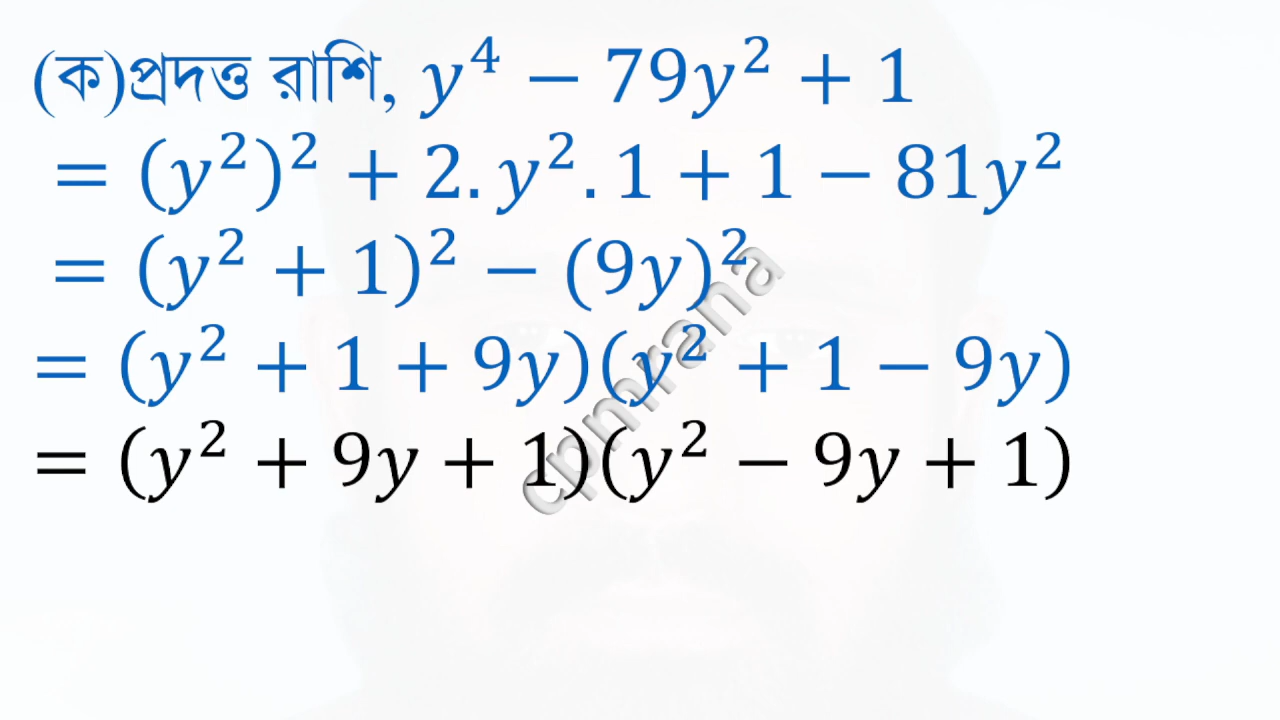 (ক)প্রদত্ত রাশি, y⁴ − 79y² + 1
= (y²)² + 2. y². 1 + 1 − 81y²
= (y² + 1)² − (9y)²
= (y² + 1 + 9y)(y² + 1 − 9y)
= (y² + 9y + 1)(y² − 9y + 1)
cpmrana